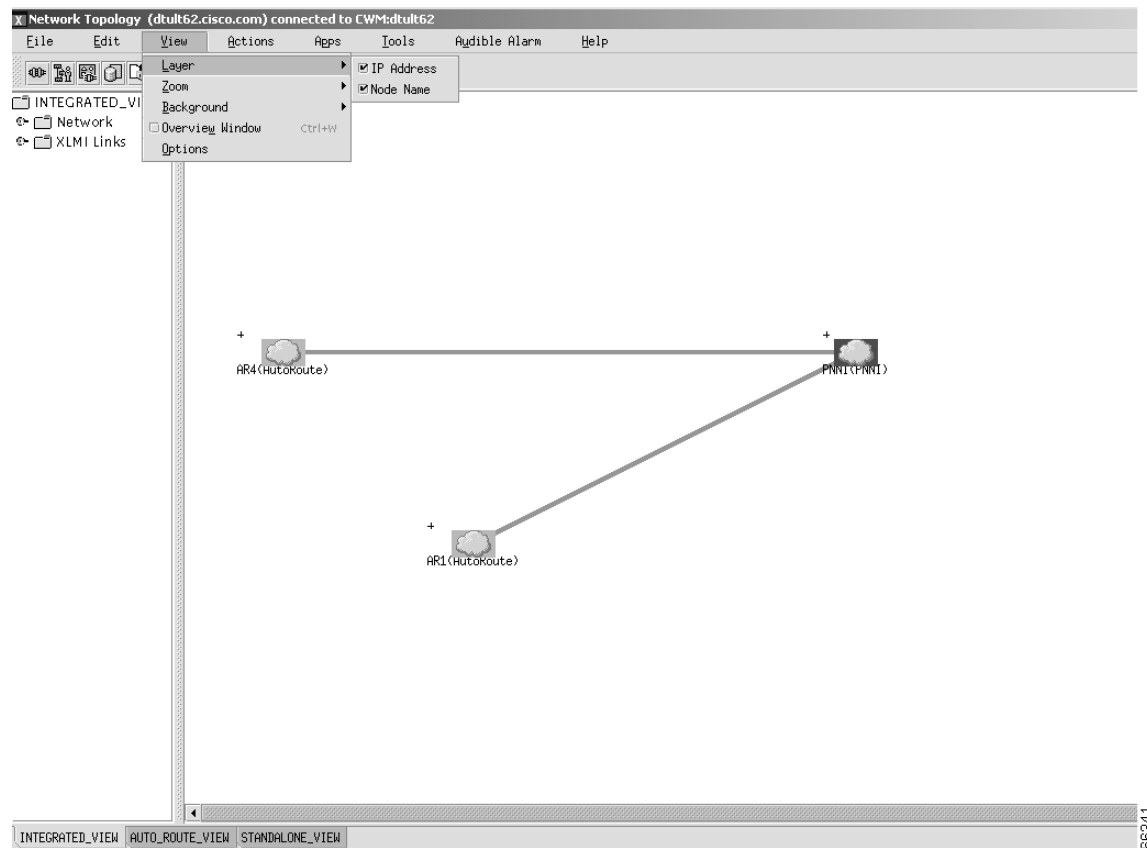 Network Topology (dtult62.cisco.com) connected to CWM:dtult62
File Edit View Actions Apps Tools Audible Alarm Help
Layer
IP Address
Node Name
Zoom
Background
Overview Window Ctrl+W
Options
INTEGRATED_VI
Network
XLMI Links
AR4(AutoRoute)
PNNI(PNNI)
AR1(AutoRoute)
INTEGRATED_VIEW AUTO_ROUTE_VIEW STANDALONE_VIEW
66241